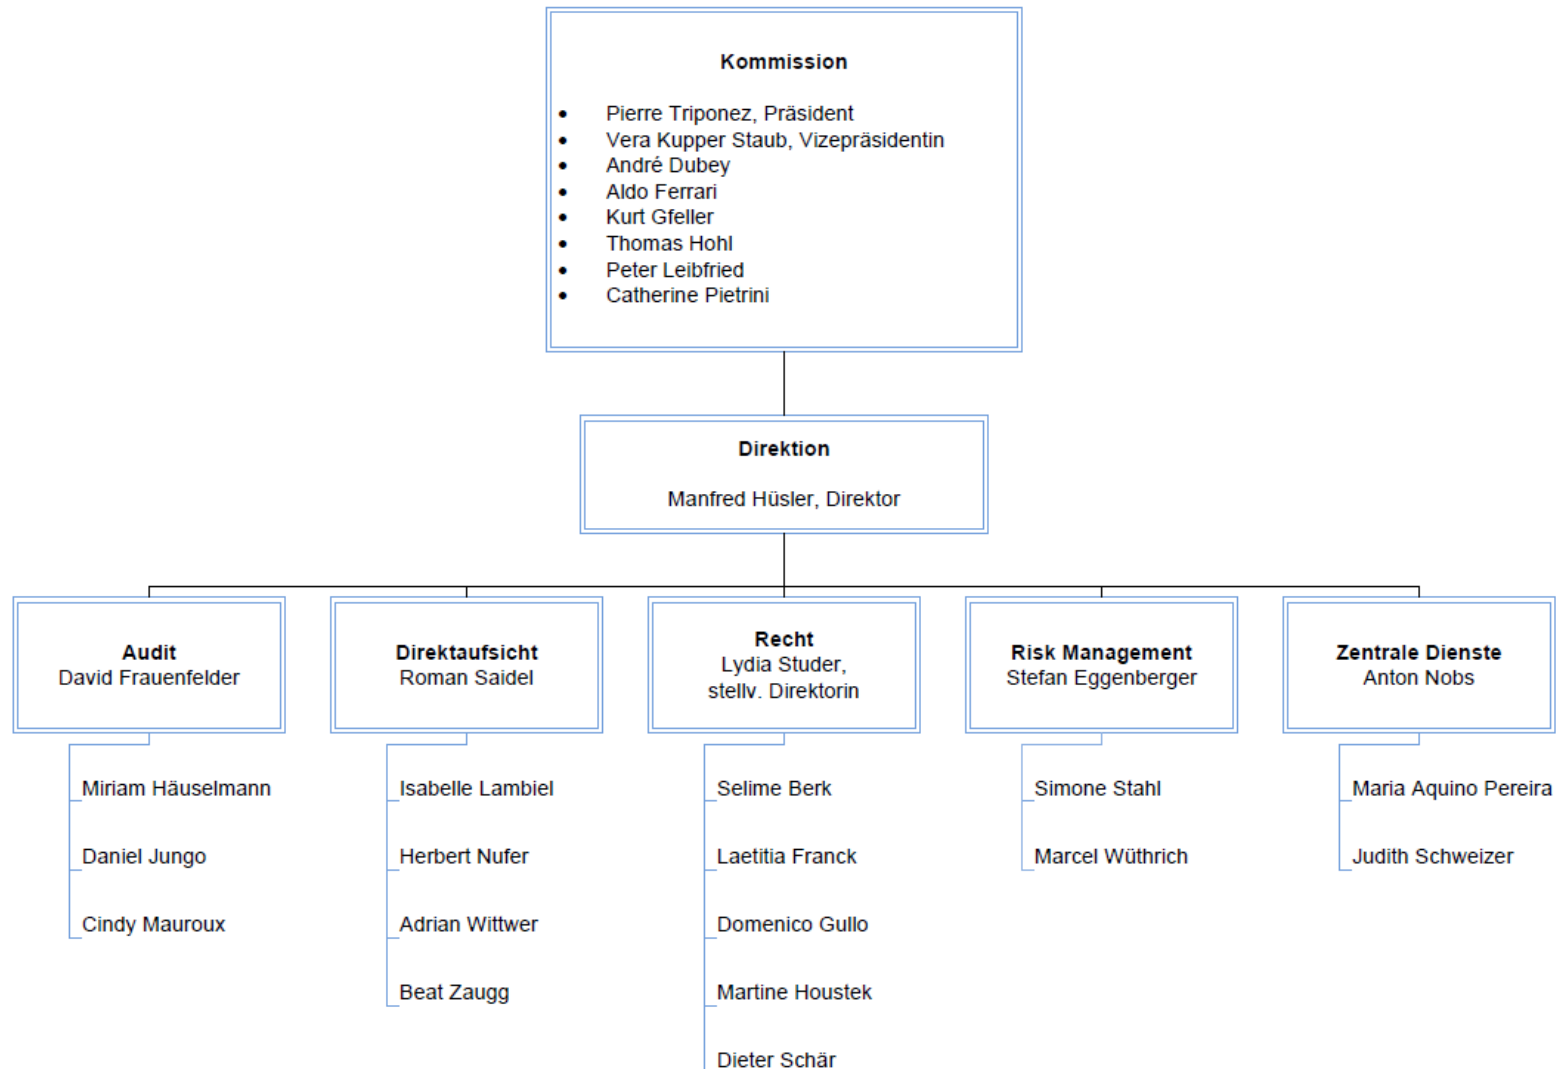 Kommission
• Pierre Triponez, Präsident
• Vera Kupper Staub, Vizepräsidentin
• André Dubey
• Aldo Ferrari
• Kurt Gfeller
• Thomas Hohl
• Peter Leibfried
• Catherine Pietrini
Direktion
Manfred Hüsler, Direktor
Audit
David Frauenfelder
Miriam Häuselmann
Daniel Jungo
Cindy Mauroux
Direktaufsicht
Roman Saidel
Isabelle Lambiel
Herbert Nufer
Adrian Wittwer
Beat Zaugg
Recht
Lydia Studer,
stellv. Direktorin
Selime Berk
Laetitia Franck
Domenico Gullo
Martine Houstek
Dieter Schär
Risk Management
Stefan Eggenberger
Simone Stahl
Marcel Wüthrich
Zentrale Dienste
Anton Nobs
Maria Aquino Pereira
Judith Schweizer